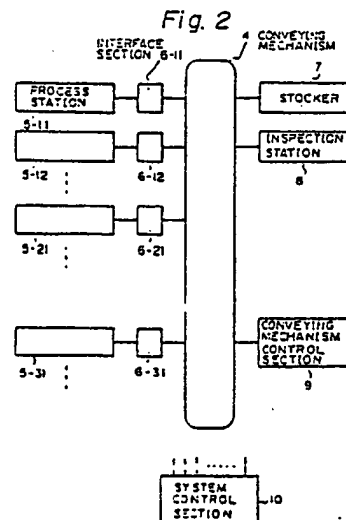 Fig. 2
INTERFACE SECTION 6-11
4 CONVEYING MECHANISM
PROCESS STATION
5-11
7
STOCKER
5-12
6-12
INSPECTION STATION
8
5-21
6-21
5-31
6-31
CONVEYING MECHANISM CONTROL SECTION
9
SYSTEM CONTROL SECTION
10